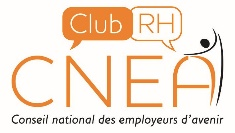 Club RH
CNEA
Conseil national des employeurs d'avenir